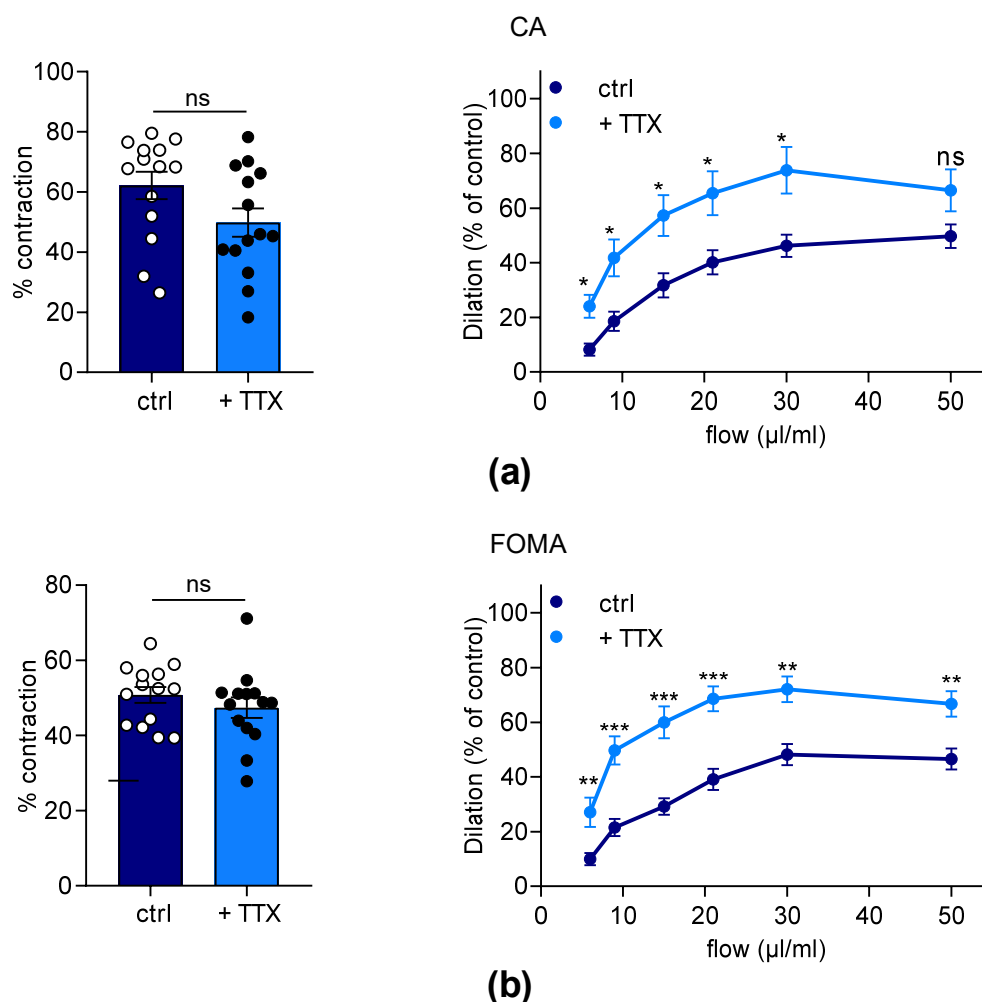 CA
% contraction
100
80
60
40
20
0
ns
ctrl
+ TTX
Dilation (% of control)
100
80
60
40
20
0
ctrl
+ TTX
*
*
*
*
*
ns
0 10 20 30 40 50
flow (µl/ml)
(a)
FOMA
% contraction
80
60
40
20
0
ns
ctrl
+ TTX
Dilation (% of control)
100
80
60
40
20
0
ctrl
+ TTX
**
***
***
***
**
**
0 10 20 30 40 50
flow (µl/ml)
(b)